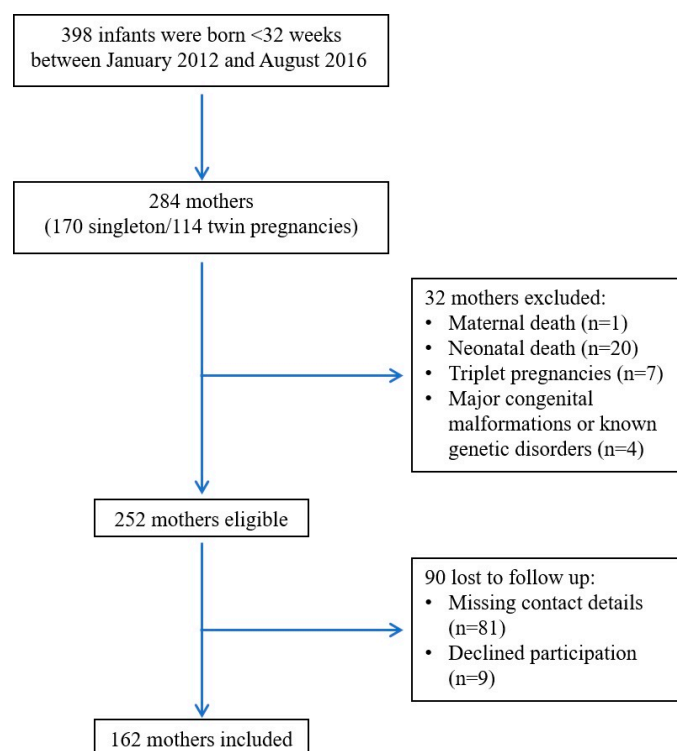 398 infants were born <32 weeks
between January 2012 and August 2016
284 mothers
(170 singleton/114 twin pregnancies)
32 mothers excluded:
• Maternal death (n=1)
• Neonatal death (n=20)
• Triplet pregnancies (n=7)
• Major congenital
malformations or known
genetic disorders (n=4)
252 mothers eligible
90 lost to follow up:
• Missing contact details
(n=81)
• Declined participation
(n=9)
162 mothers included